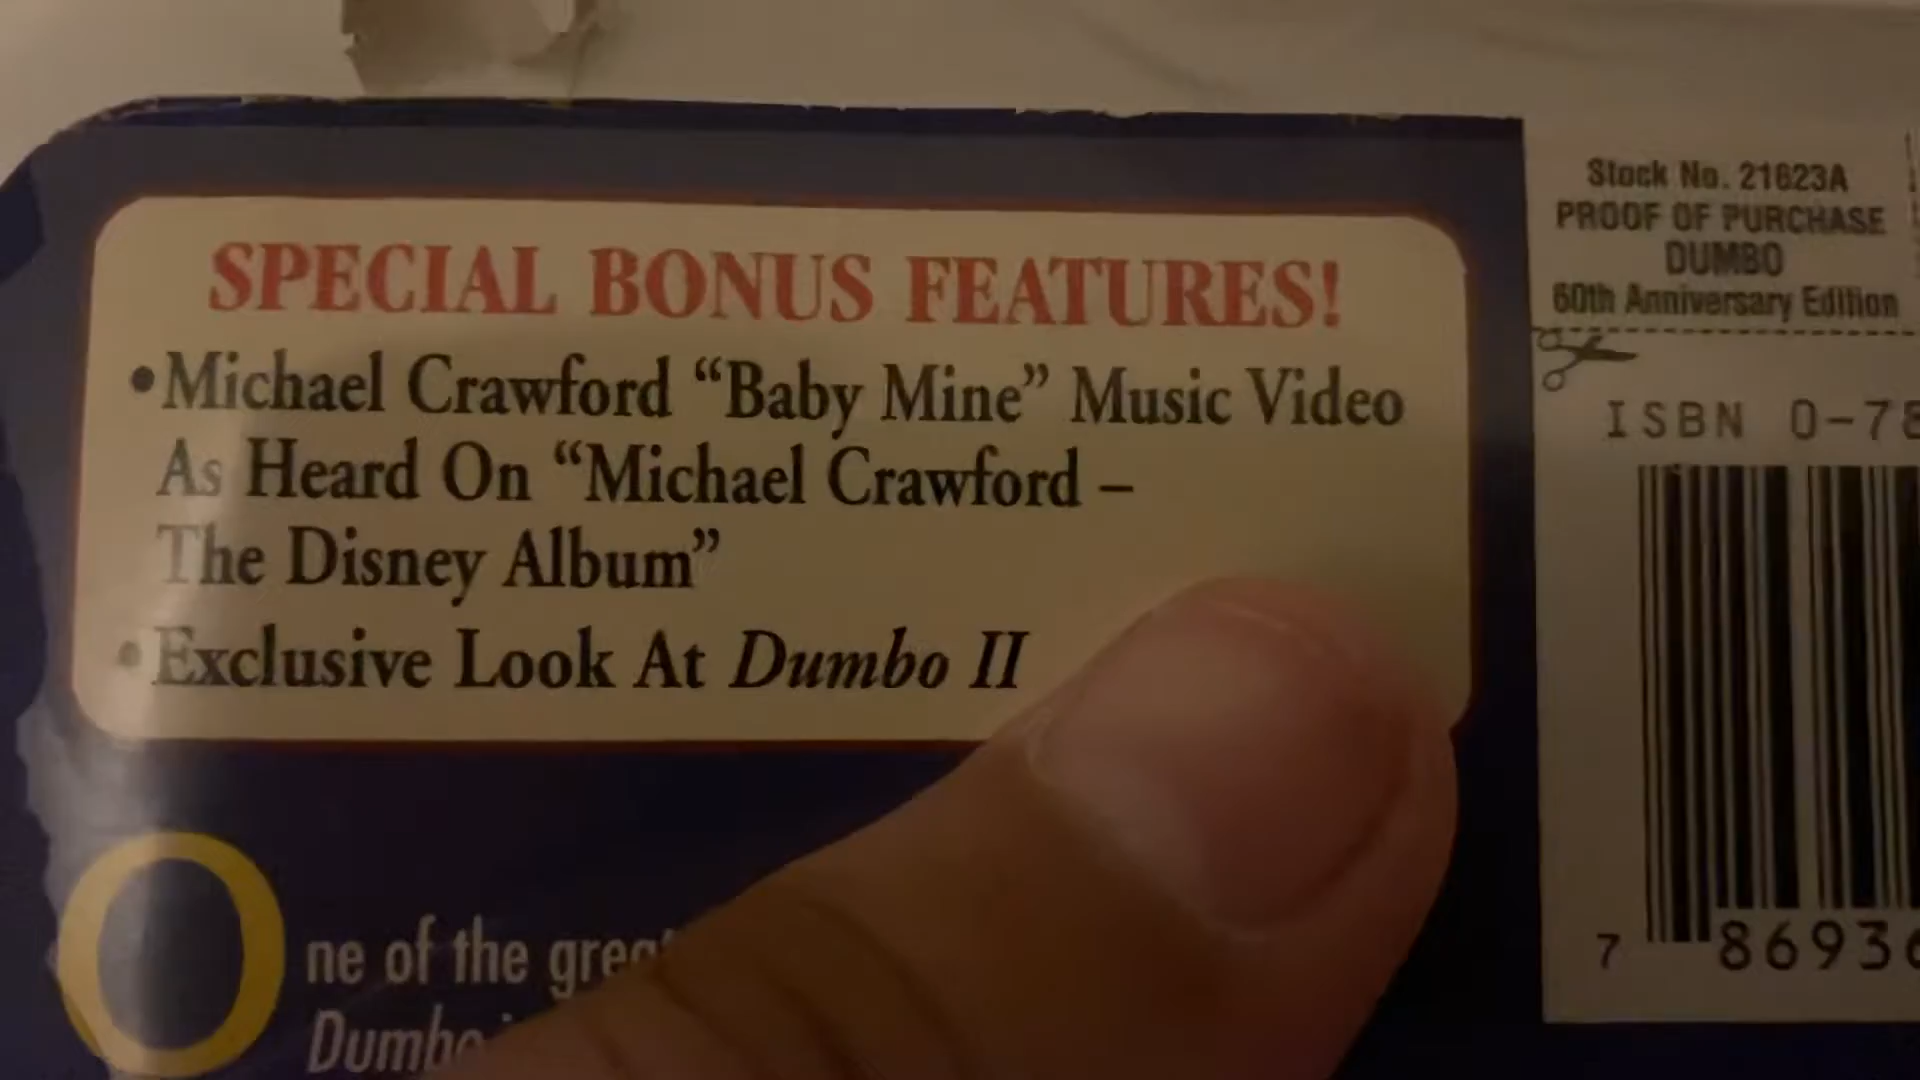 SPECIAL BONUS FEATURES!
•Michael Crawford “Baby Mine” Music Video
As Heard On “Michael Crawford –
The Disney Album”
•Exclusive Look At Dumbo II
One of the
Dumbo
Stock No. 21623A
PROOF OF PURCHASE
DUMBO
60th Anniversary Edition
ISBN 0-78
7 86936